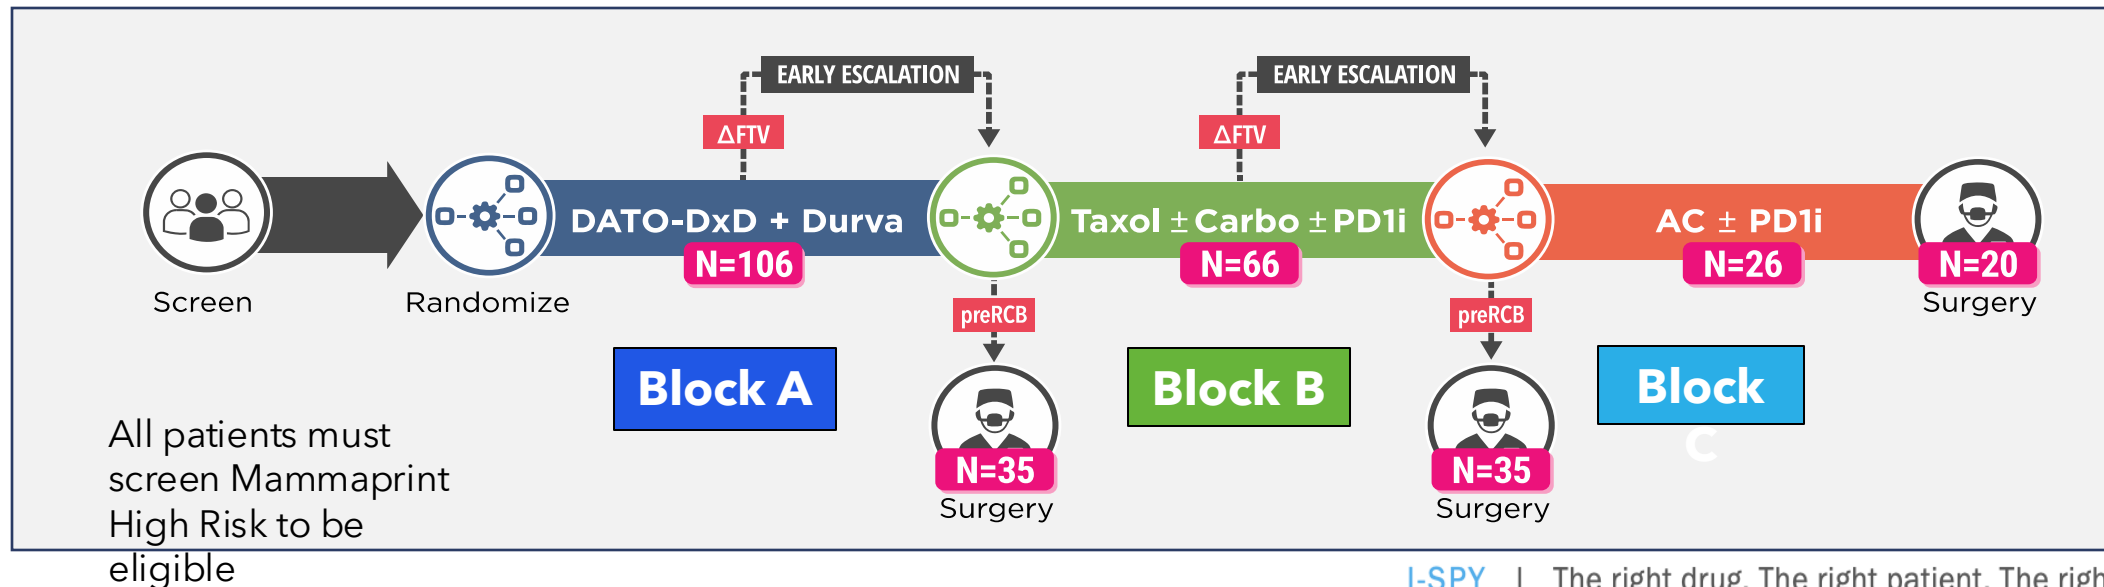 EARLY ESCALATION
EARLY ESCALATION
ΔFTV
ΔFTV
DATO-DxD + Durva
Taxol ± Carbo ± PD1i
AC ± PD1i
N=106
N=66
N=26
N=20
Screen
Randomize
Surgery
preRCB
preRCB
Block A
Block B
Block
C
N=35
N=35
Surgery
Surgery
All patients must
screen Mammaprint
High Risk to be
eligible
I-SPY | The right drug. The right patient. The righ